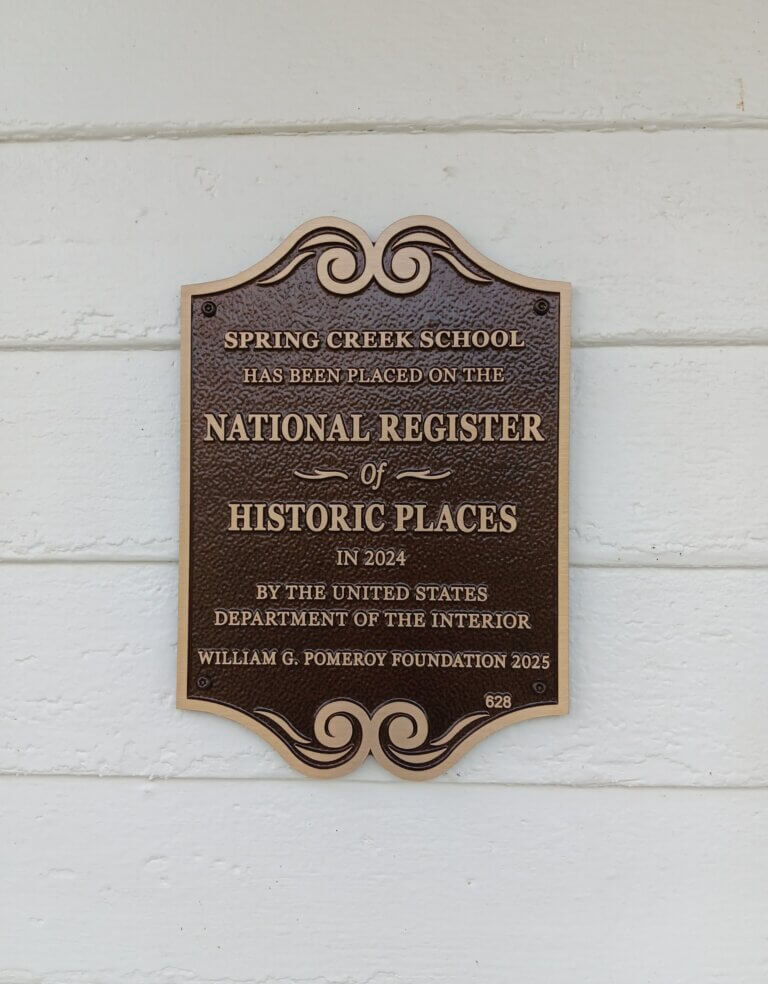 SPRING CREEK SCHOOL
HAS BEEN PLACED ON THE
NATIONAL REGISTER
Of
HISTORIC PLACES
IN 2024
BY THE UNITED STATES
DEPARTMENT OF THE INTERIOR
WILLIAM G. POMEROY FOUNDATION 2025
628